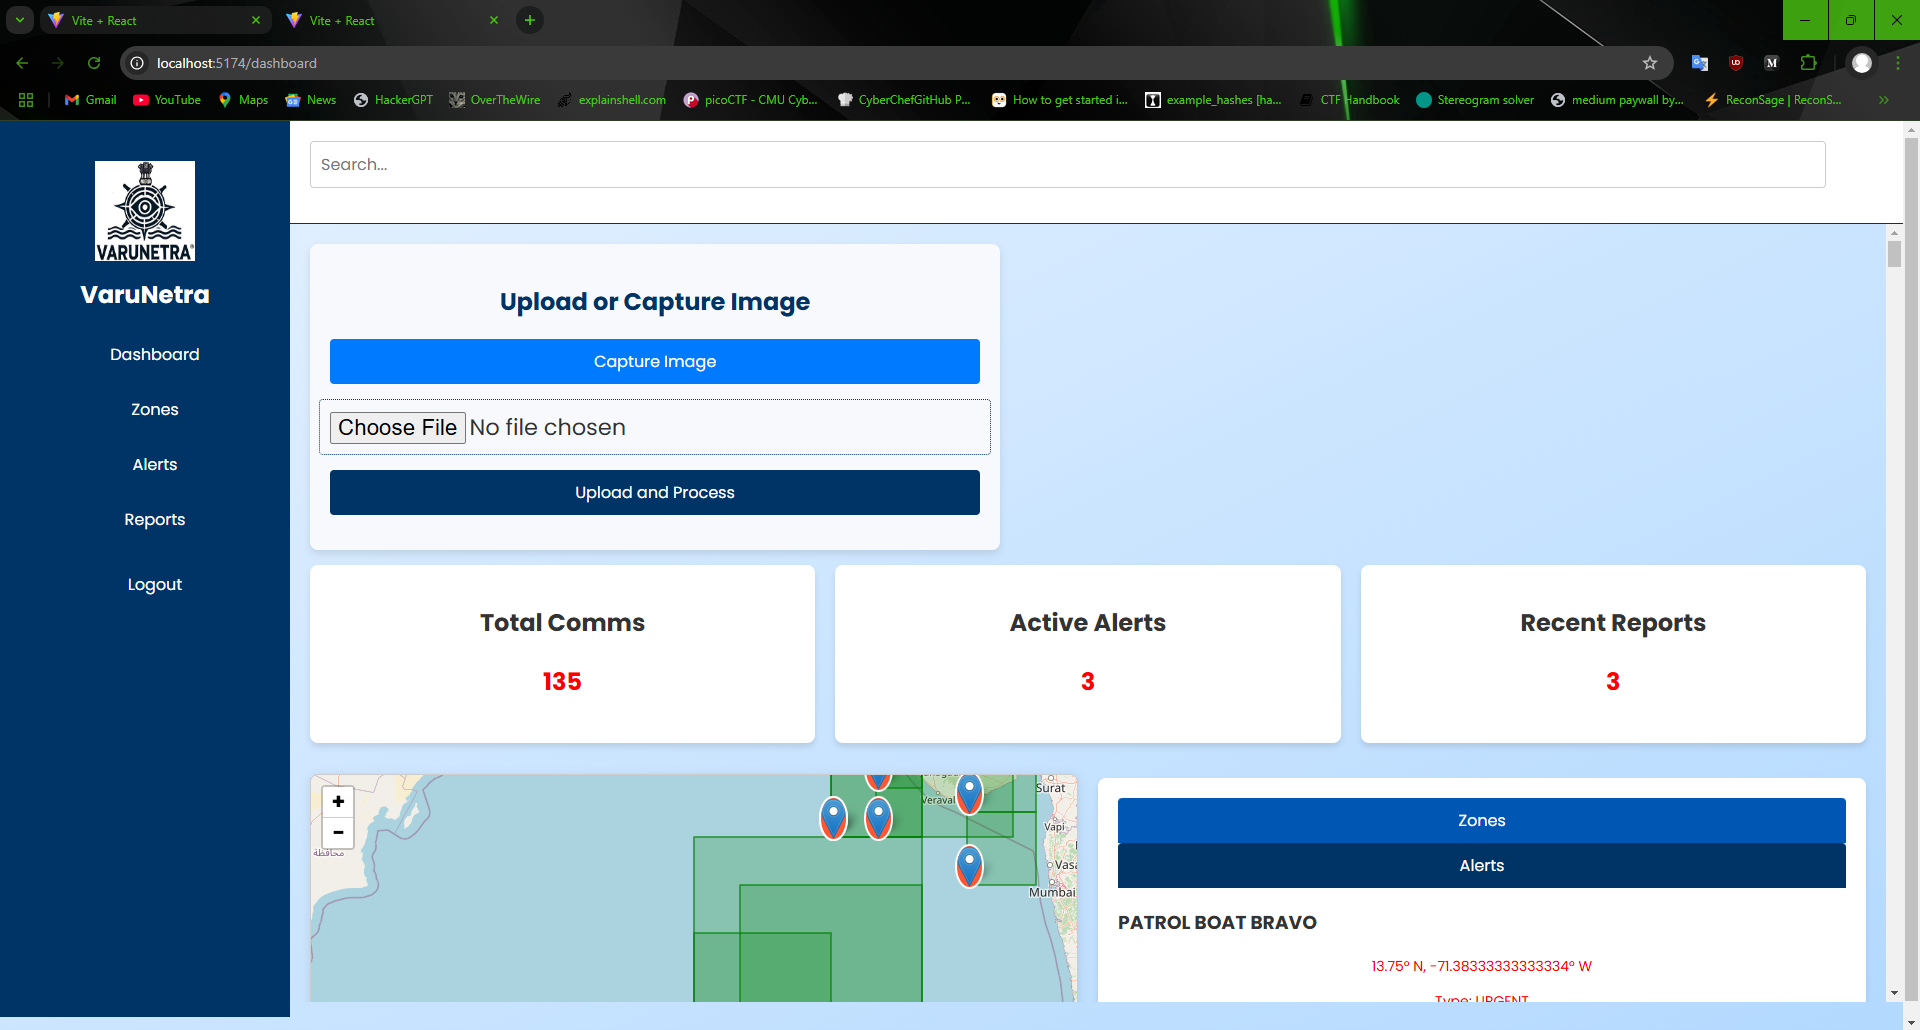 Vite + React
Vite + React
localhost:5174/dashboard
Gmail
YouTube
Maps
News
HackerGPT
OverTheWire
explainshell.com
picoCTF - CMU Cyb...
CyberChefGitHub P...
How to get started i...
example_hashes [ha...
CTF Handbook
Stereogram solver
medium paywall by...
ReconSage | ReconS...
VARUNETRA
VaruNetra
Dashboard
Zones
Alerts
Reports
Logout
Search...
Upload or Capture Image
Capture Image
Choose File No file chosen
Upload and Process
Total Comms
135
Active Alerts
3
Recent Reports
3
+
−
محافظة
Veraval
Surat
Vapi
Vasa
Mumbai
Zones
Alerts
PATROL BOAT BRAVO
13.75° N, -71.38333333333334° W
Type: URGENT